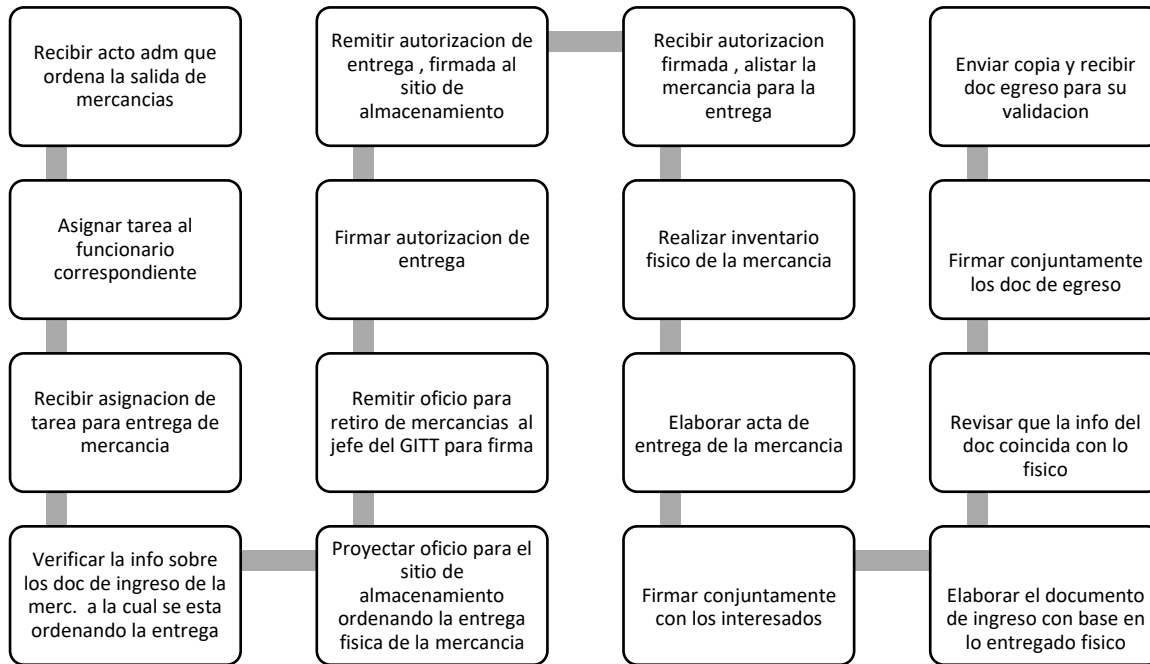 Recibir acto adm que
ordena la salida de
mercancias
Asignar tarea al
funcionario
correspondiente
Recibir asignacion de
tarea para entrega de
mercancia
Verificar la info sobre
los doc de ingreso de la
merc. a la cual se esta
ordenando la entrega
Proyectar oficio para el
sitio de
almacenamiento
ordenando la entrega
fisica de la mercancia
Remitir oficio para
retiro de mercancias al
jefe del GITT para firma
Firmar autorizacion de
entrega
Remitir autorizacion de
entrega , firmada al
sitio de
almacenamiento
Recibir autorizacion
firmada , alistar la
mercancia para la
entrega
Realizar inventario
fisico de la mercancia
Elaborar acta de
entrega de la mercancia
Firmar conjuntamente
con los interesados
Elaborar el documento
de ingreso con base en
lo entregado fisico
Revisar que la info del
doc coincida con lo
fisico
Firmar conjuntamente
los doc de egreso
Enviar copia y recibir
doc egreso para su
validacion